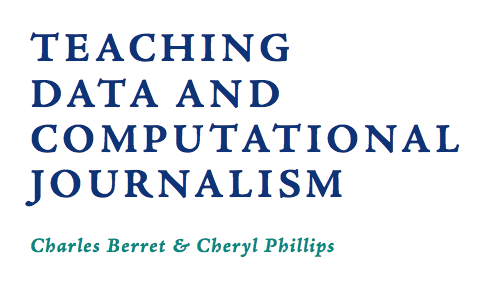 TEACHING
DATA AND
COMPUTATIONAL
JOURNALISM
Charles Berret & Cheryl Phillips